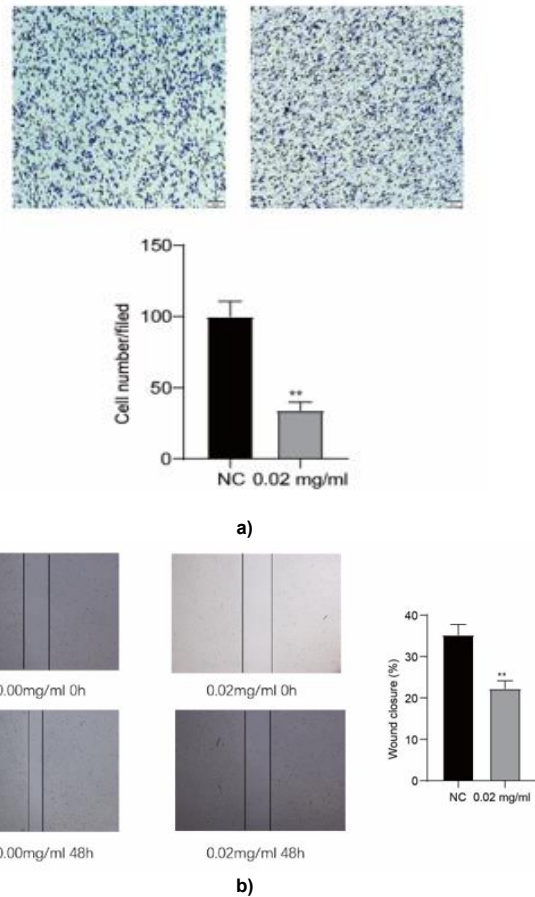 150
100
50
0
Cell number/filed
**
NC 0.02 mg/ml
a)
0.00mg/ml 0h
0.02mg/ml 0h
0.00mg/ml 48h
0.02mg/ml 48h
40
30
20
10
0
Wound closure (%)
**
NC 0.02 mg/ml
b)